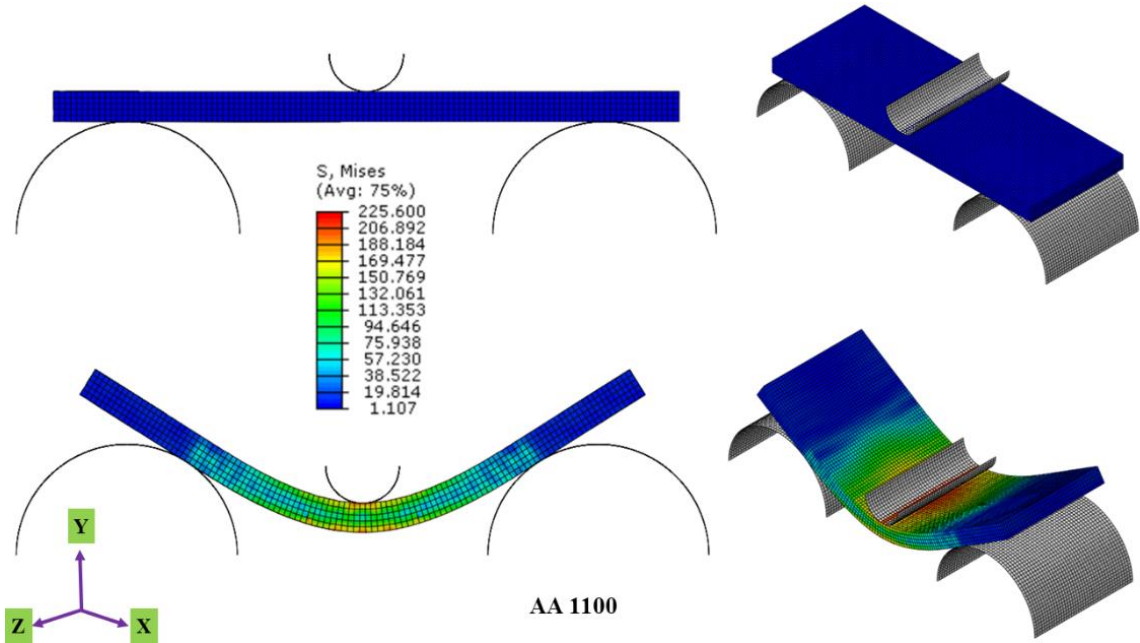 S, Mises
(Avg: 75%)
225.600
206.892
188.184
169.477
150.769
132.061
113.353
94.646
75.938
57.230
38.522
19.814
1.107
Y
Z
X
AA 1100